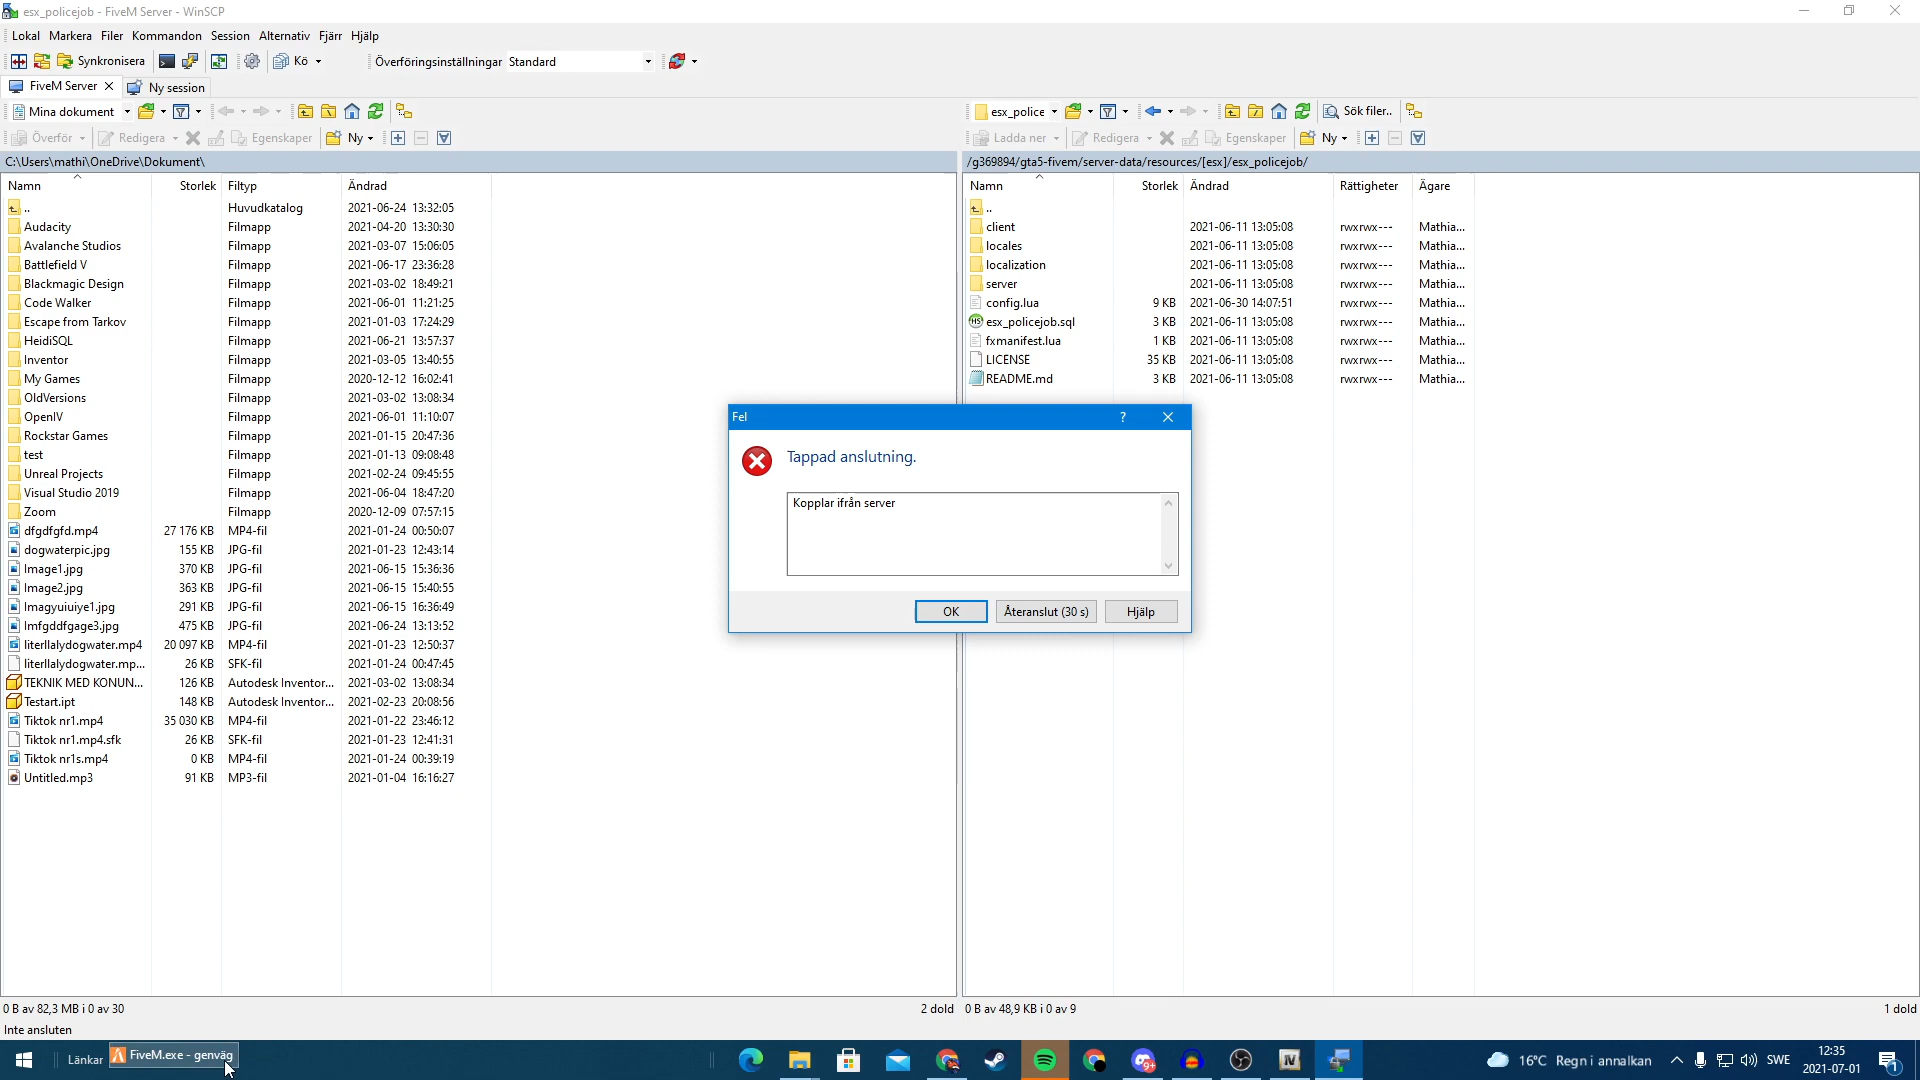 esx_policejob - FiveM Server - WinSCP
Lokal Markera Filer Kommandon Session Alternativ Fjärr Hjälp
Synkronisera Kö Överföringsinställningar Standard
FiveM Server Ny session
Mina dokument esx_police Sök filer..
Överför Redigera Egenskaper Ny Ladda ner Redigera Egenskaper Ny
C:\Users\mathi\OneDrive\Dokument\ /g369894/gta5-fivem/server-data/resources/[esx]/esx_policejob/
Namn Storlek Filtyp Ändrad
.. Huvudkatalog 2021-06-24 13:32:05
Audacity Filmapp 2021-04-20 13:30:30
Avalanche Studios Filmapp 2021-03-07 15:06:05
Battlefield V Filmapp 2021-06-17 23:36:28
Blackmagic Design Filmapp 2021-03-02 18:49:21
Code Walker Filmapp 2021-06-01 11:21:25
Escape from Tarkov Filmapp 2021-01-03 17:24:29
HeidiSQL Filmapp 2021-06-21 13:57:37
Inventor Filmapp 2021-03-05 13:40:55
My Games Filmapp 2020-12-12 16:02:41
OldVersions Filmapp 2021-03-02 13:08:34
OpenIV Filmapp 2021-06-01 11:10:07
Rockstar Games Filmapp 2021-01-15 20:47:36
test Filmapp 2021-01-13 09:08:48
Unreal Projects Filmapp 2021-02-24 09:45:55
Visual Studio 2019 Filmapp 2021-06-04 18:47:20
Zoom Filmapp 2020-12-09 07:57:15
dfgdfgfd.mp4 27 176 KB MP4-fil 2021-01-24 00:50:07
dogwaterpic.jpg 155 KB JPG-fil 2021-01-23 12:43:14
Image1.jpg 370 KB JPG-fil 2021-06-15 15:36:36
Image2.jpg 363 KB JPG-fil 2021-06-15 15:40:55
Imagyuiuiye1.jpg 291 KB JPG-fil 2021-06-15 16:36:49
Imfgddfgage3.jpg 475 KB JPG-fil 2021-06-24 13:13:52
literllalydogwater.mp4 20 097 KB MP4-fil 2021-01-23 12:50:37
literllalydogwater.mp... 26 KB SFK-fil 2021-01-24 00:47:45
TEKNIK MED KONUN... 126 KB Autodesk Inventor... 2021-03-02 13:08:34
Testart.ipt 148 KB Autodesk Inventor... 2021-02-23 20:08:56
Tiktok nr1.mp4 35 030 KB MP4-fil 2021-01-22 23:46:12
Tiktok nr1.mp4.sfk 26 KB SFK-fil 2021-01-23 12:41:31
Tiktok nr1s.mp4 0 KB MP4-fil 2021-01-24 00:39:19
Untitled.mp3 91 KB MP3-fil 2021-01-04 16:16:27
Namn Storlek Ändrad Rättigheter Ägare
..
client 2021-06-11 13:05:08 rwxrwx--- Mathia...
locales 2021-06-11 13:05:08 rwxrwx--- Mathia...
localization 2021-06-11 13:05:08 rwxrwx--- Mathia...
server 2021-06-11 13:05:08 rwxrwx--- Mathia...
config.lua 9 KB 2021-06-30 14:07:51 rwxrwx--- Mathia...
esx_policejob.sql 3 KB 2021-06-11 13:05:08 rwxrwx--- Mathia...
fxmanifest.lua 1 KB 2021-06-11 13:05:08 rwxrwx--- Mathia...
LICENSE 35 KB 2021-06-11 13:05:08 rwxrwx--- Mathia...
README.md 3 KB 2021-06-11 13:05:08 rwxrwx--- Mathia...
Fel ?
Tappad anslutning.
Kopplar ifrån server
OK Återanslut (30 s) Hjälp
0 B av 82,3 MB i 0 av 30 2 dold 0 B av 48,9 KB i 0 av 9 1 dold
Inte ansluten
Länkar FiveM.exe - genväg 9+ 16°C Regn i annalkan SWE 12:35 1
2021-07-01